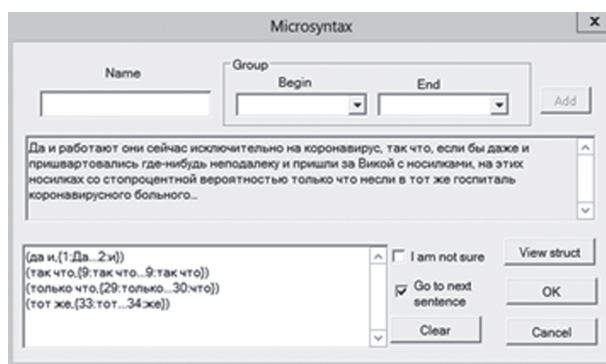 Microsyntax
x
Name
Group
Begin
End
Add
Да и работают они сейчас исключительно на коронавирус, так что, если бы даже и
пришвартовались где-нибудь неподалеку и пришли за Викой с носилками, на этих
носилках со стопроцентной вероятностью только что несли в тот же госпиталь
коронавирусного больного...
(да и,{1:Да...2:и})
(так что,{9:так что...9:так что})
(только что,{29:только...30:что})
(тот же,{33:тот...34:же})
I am not sure
View struct
Go to next
sentence
OK
Clear
Cancel